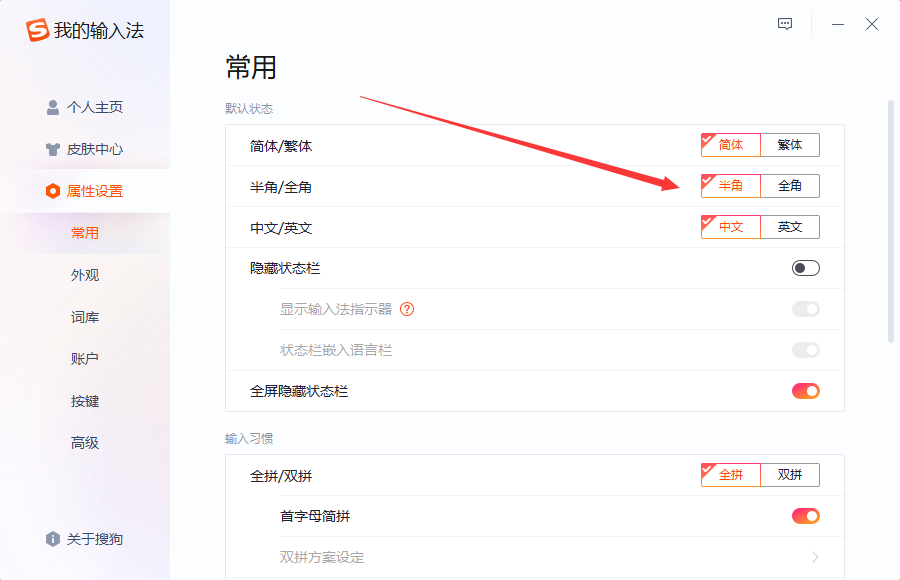 我的输入法
个人主页
皮肤中心
属性设置
常用
外观
词库
账户
按键
高级
关于搜狗
常用
默认状态
简体/繁体 简体 繁体
半角/全角 半角 全角
中文/英文 中文 英文
隐藏状态栏
显示输入法指示器 ?
状态栏嵌入语言栏
全屏隐藏状态栏
输入习惯
全拼/双拼 全拼 双拼
首字母简拼
双拼方案设定